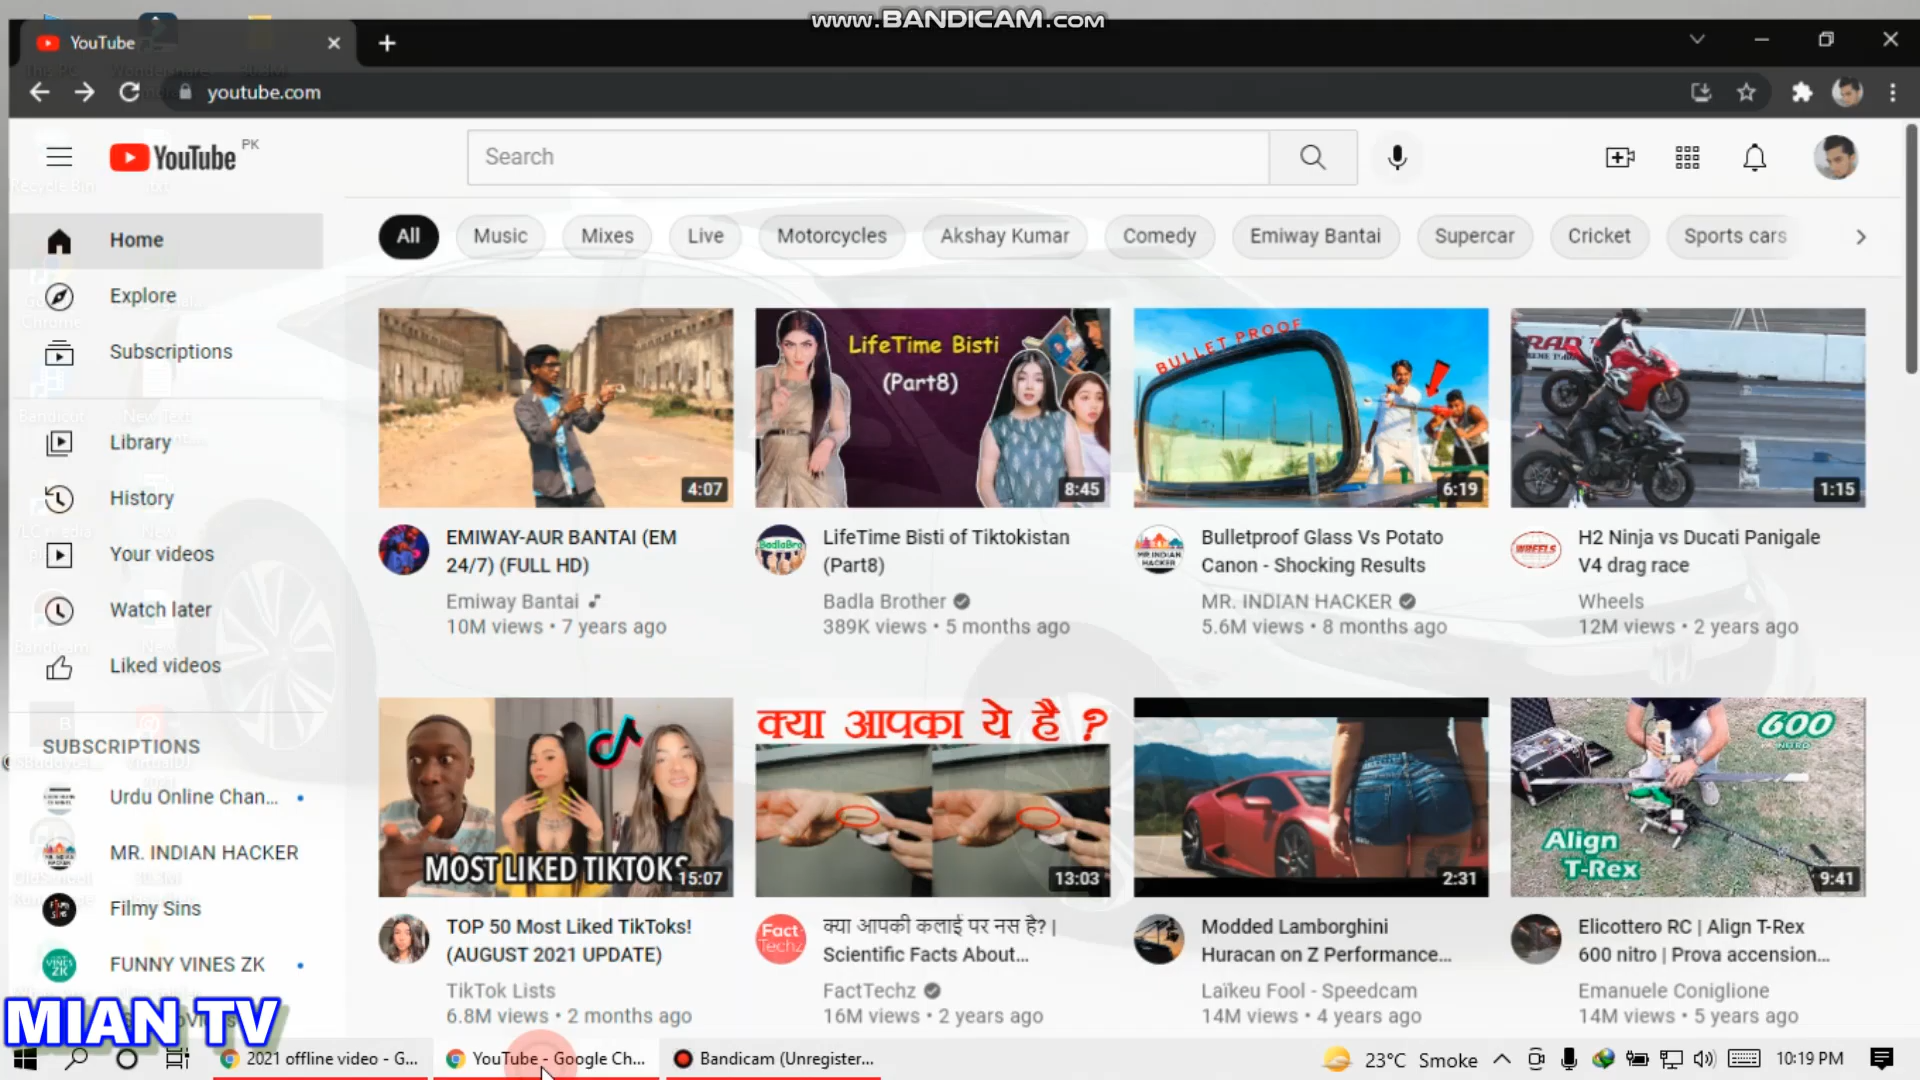 www.BANDICAM.com
YouTube
youtube.com
YouTube PK
Search
Home
Explore
Subscriptions
Library
History
Your videos
Watch later
Liked videos
SUBSCRIPTIONS
Urdu Online Chan...
MR. INDIAN HACKER
Filmy Sins
FUNNY VINES ZK
MIAN TV
All
Music
Mixes
Live
Motorcycles
Akshay Kumar
Comedy
Emiway Bantai
Supercar
Cricket
Sports cars
4:07
EMIWAY-AUR BANTAI (EM
24/7) (FULL HD)
Emiway Bantai
10M views • 7 years ago
LifeTime Bisti
(Part8)
8:45
LifeTime Bisti of Tiktokistan
(Part8)
Badla Brother
389K views • 5 months ago
BULLET PROOF
6:19
Bulletproof Glass Vs Potato
Canon - Shocking Results
MR. INDIAN HACKER
5.6M views • 8 months ago
1:15
WHEELS
H2 Ninja vs Ducati Panigale
V4 drag race
Wheels
12M views • 2 years ago
MOST LIKED TIKTOKS
15:07
TOP 50 Most Liked TikToks!
(AUGUST 2021 UPDATE)
TikTok Lists
6.8M views • 2 months ago
क्या आपका ये है ?
13:03
Fact
Techz
क्या आपकी कलाई पर नस है? |
Scientific Facts About...
FactTechz
16M views • 2 years ago
2:31
Modded Lamborghini
Huracan on Z Performance...
Laïkeu Fool - Speedcam
14M views • 4 years ago
600
NITRO
Align
T-Rex
9:41
Elicottero RC | Align T-Rex
600 nitro | Prova accension...
Emanuele Coniglione
14M views • 5 years ago
2021 offline video - G...
YouTube - Google Ch...
Bandicam (Unregister...
23°C Smoke
10:19 PM